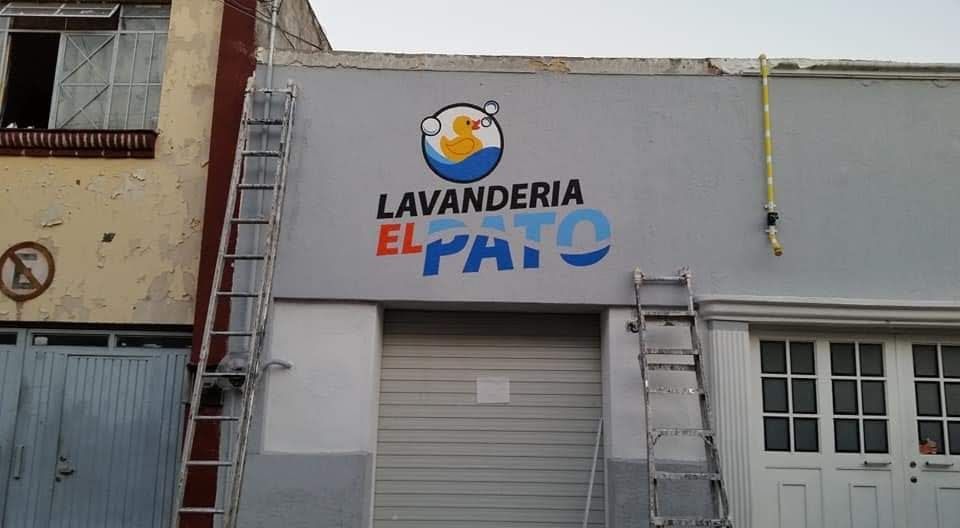 LAVANDERIA
EL PATO
E